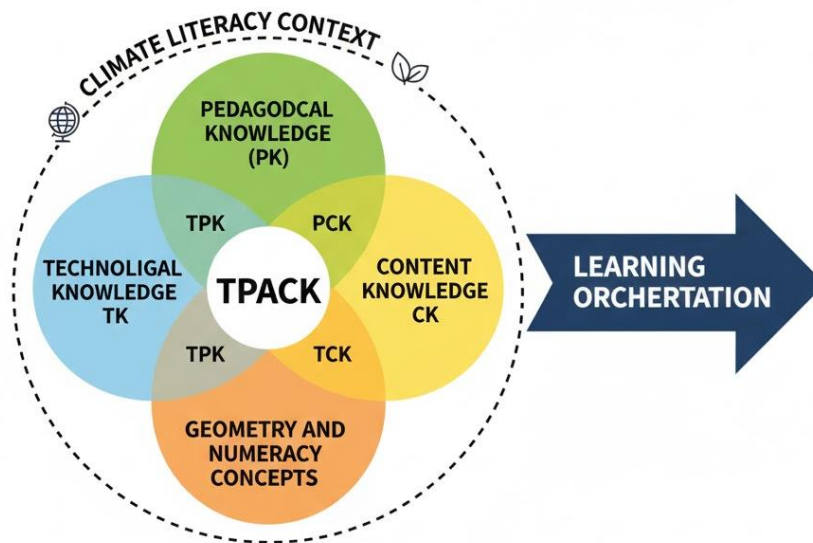 CLIMATE LITERACY CONTEXT
PEDAGODCAL
KNOWLEDGE
(PK)
TPK
PCK
TECHNOLIGAL
KNOWLEDGE
TK
TPACK
CONTENT
KNOWLEDGE
CK
TPK
TCK
GEOMETRY AND
NUMERACY
CONCEPTS
LEARNING
ORCHERTATION